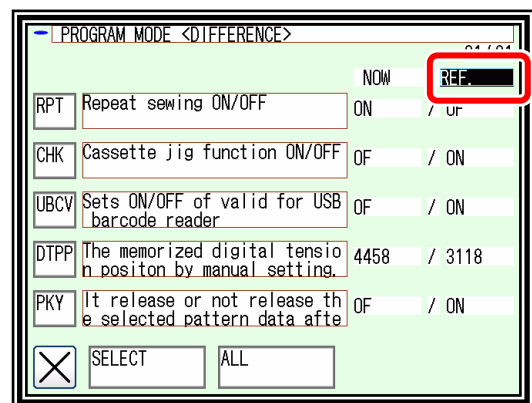 PROGRAM MODE <DIFFERENCE>
01/01
NOW REF.
RPT Repeat sewing ON/OFF ON / OF
CHK Cassette jig function ON/OFF OF / ON
UBCV Sets ON/OFF of valid for USB
barcode reader OF / ON
DTPP The memorized digital tensio
n positon by manual setting. 4458 / 3118
PKY It release or not release th
e selected pattern data afte OF / ON
SELECT ALL